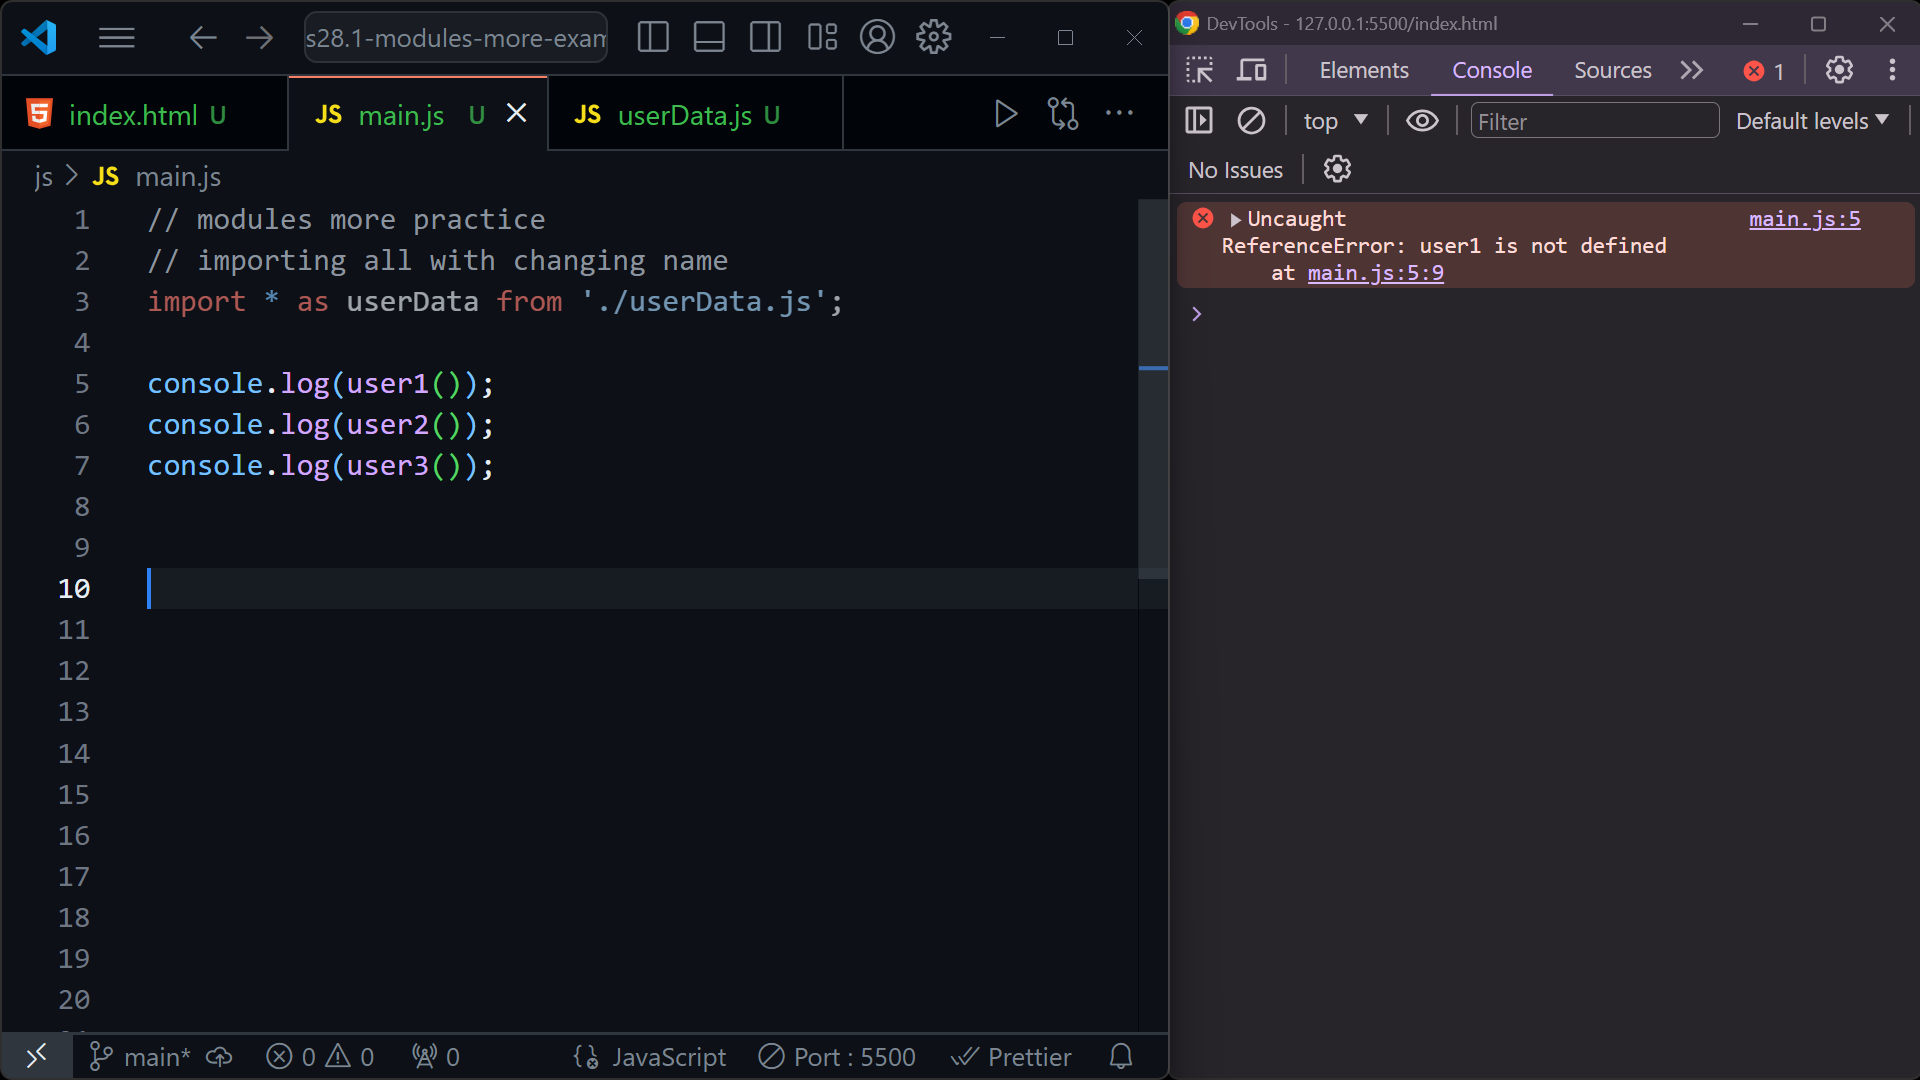 s28.1-modules-more-exam
index.html U
JS main.js U
JS userData.js U
js > JS main.js
1 // modules more practice
2 // importing all with changing name
3 import * as userData from './userData.js';
4
5 console.log(user1());
6 console.log(user2());
7 console.log(user3());
8
9
10
11
12
13
14
15
16
17
18
19
20
main* 0 0 0 JavaScript Port : 5500 Prettier
DevTools - 127.0.0.1:5500/index.html
Elements Console Sources 1
top Filter Default levels
No Issues
Uncaught main.js:5
ReferenceError: user1 is not defined
at main.js:5:9